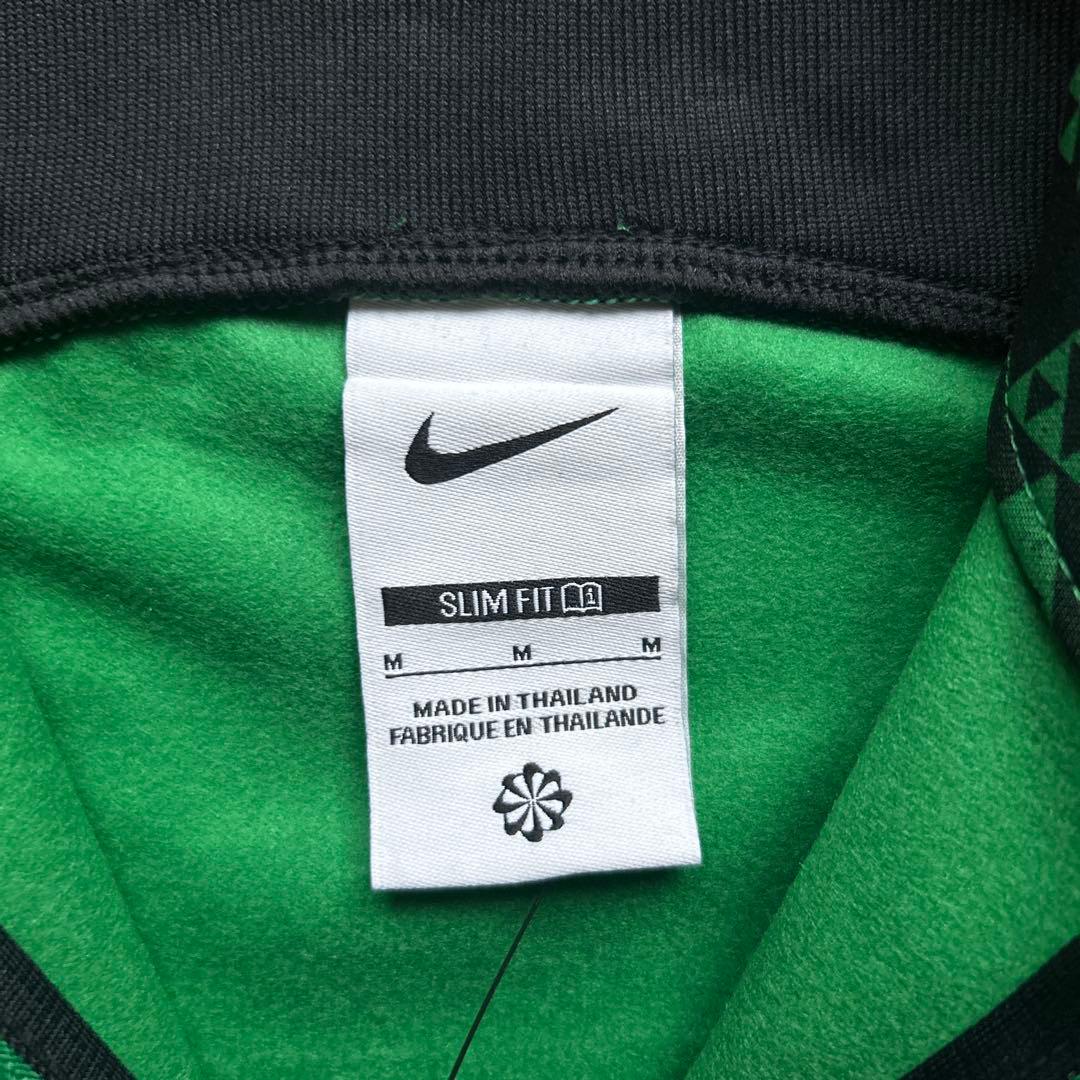 SLIM FIT
M M M
MADE IN THAILAND
FABRIQUE EN THAILANDE